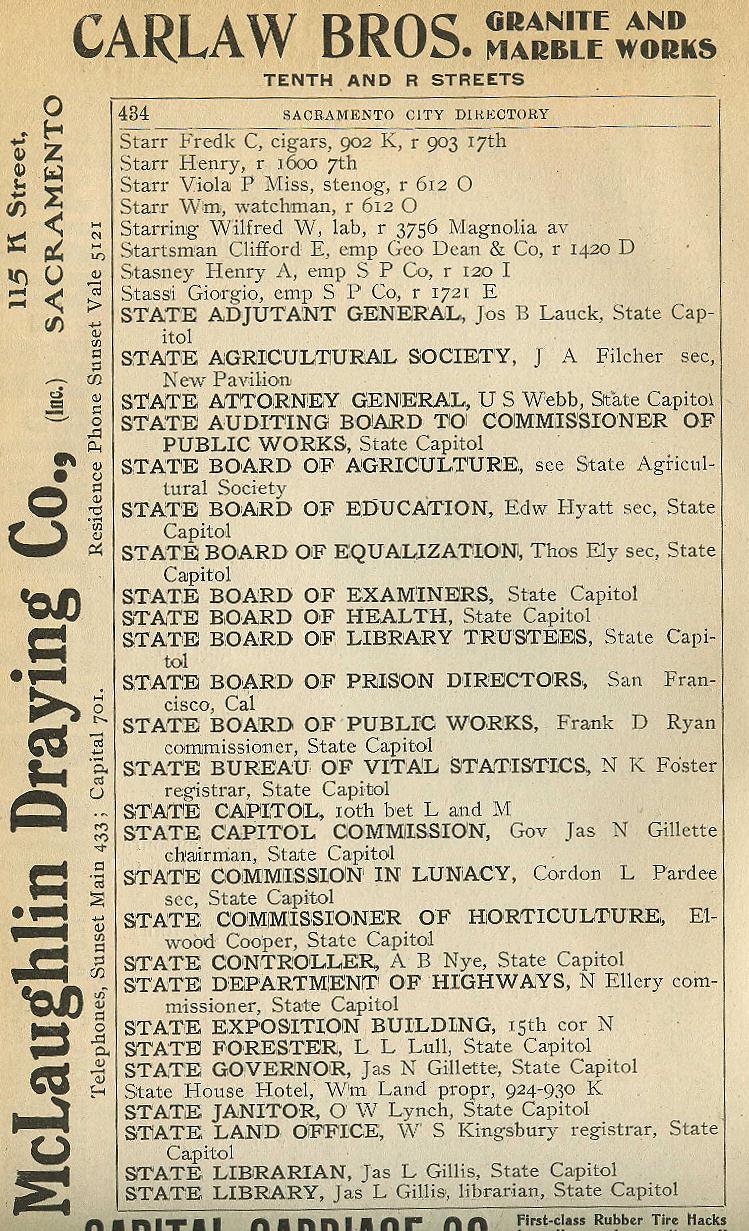 CARLAW BROS. GRANITE AND
MARBLE WORKS
TENTH AND R STREETS
434 SACRAMENTO CITY DIRECTORY
Starr Fredk C, cigars, 902 K, r 903 17th
Starr Henry, r 1600 7th
Starr Viola P Miss, stenog, r 612 O
Starr Wm, watchman, r 612 O
Starring Wilfred W, lab, r 3756 Magnolia av
Startsman Clifford E, emp Geo Dean & Co, r 1420 D
Stasney Henry A, emp S P Co, r 120 I
Stassi Giorgio, emp S P Co, r 1721 E
STATE ADJUTANT GENERAL, Jos B Lauck, State Cap-
itol
STATE AGRICULTURAL SOCIETY, J A Filcher sec,
New Pavilion
STATE ATTORNEY GENERAL, U S Webb, State Capitol
STATE AUDITING BOARD TO COMMISSIONER OF
PUBLIC WORKS, State Capitol
STATE BOARD OF AGRICULTURE, see State Agricul-
tural Society
STATE BOARD OF EDUCATION, Edw Hyatt sec, State
Capitol
STATE BOARD OF EQUALIZATION, Thos Ely sec, State
Capitol
STATE BOARD OF EXAMINERS, State Capitol
STATE BOARD OF HEALTH, State Capitol
STATE BOARD OF LIBRARY TRUSTEES, State Capi-
tol
STATE BOARD OF PRISON DIRECTORS, San Fran-
cisco, Cal
STATE BOARD OF PUBLIC WORKS, Frank D Ryan
commissioner, State Capitol
STATE BUREAU OF VITAL STATISTICS, N K Foster
registrar, State Capitol
STATE CAPITOL, 10th bet L and M
STATE CAPITOL COMMISSION, Gov Jas N Gillette
chairman, State Capitol
STATE COMMISSION IN LUNACY, Cordon L Pardee
sec, State Capitol
STATE COMMISSIONER OF HORTICULTURE, El-
wood Cooper, State Capitol
STATE CONTROLLER, A B Nye, State Capitol
STATE DEPARTMENT OF HIGHWAYS, N Ellery com-
missioner, State Capitol
STATE EXPOSITION BUILDING, 15th cor N
STATE FORESTER, L L Lull, State Capitol
STATE GOVERNOR, Jas N Gillette, State Capitol
State House Hotel, Wm Land propr, 924-930 K
STATE JANITOR, O W Lynch, State Capitol
STATE LAND OFFICE, W S Kingsbury registrar, State
Capitol
STATE LIBRARIAN, Jas L Gillis, State Capitol
STATE LIBRARY, Jas L Gillis, librarian, State Capitol
McLaughlin Draying Co., (Inc.) 115 K Street,
SACRAMENTO
Telephones, Sunset Main 433; Capital 701. Residence Phone Sunset Vale 5121
CAPITAL CARRIAGE CO. First-class Rubber Tire Hacks